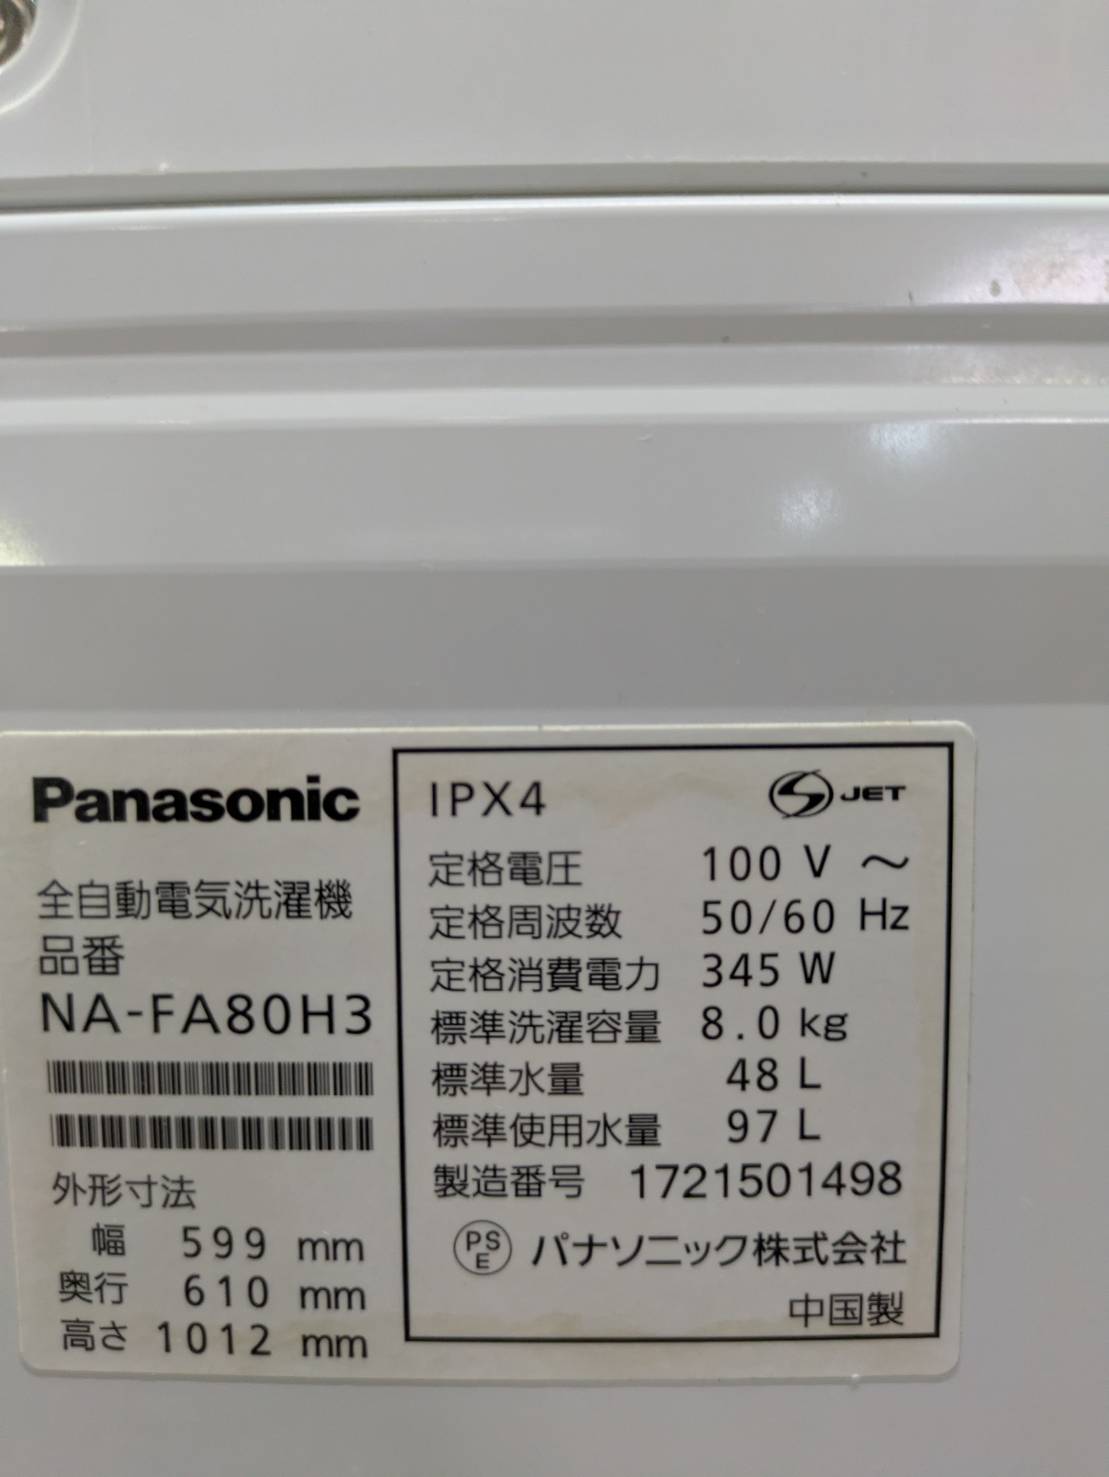 Panasonic
全自動電気洗濯機
品番
NA-FA80H3
外形寸法
幅 599 mm
奥行 610 mm
高さ 1012 mm
IPX4 JET
定格電圧 100 V ～
定格周波数 50/60 Hz
定格消費電力 345 W
標準洗濯容量 8.0 kg
標準水量 48 L
標準使用水量 97 L
製造番号 1721501498
PSE パナソニック株式会社
中国製